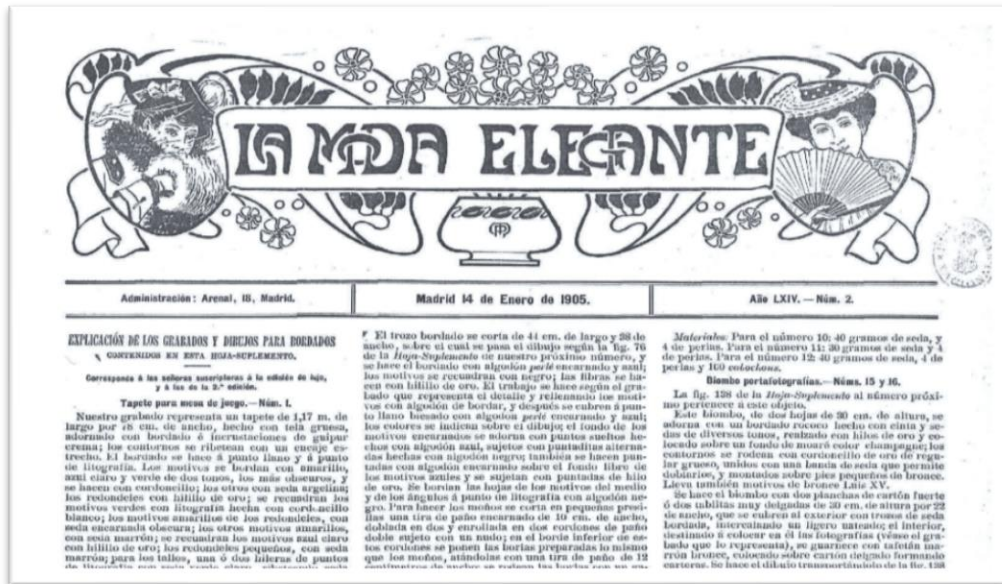 LA MODA ELEGANTE
Administración: Arenal, 18, Madrid.
Madrid 14 de Enero de 1905.
Año LXIV. — Núm. 2.
EXPLICACIÓN DE LOS GRABADOS Y DIBUJOS PARA BORDADOS
CONTENIDOS EN ESTA HOJA-SUPLEMENTO.
Corresponde á las señoras suscriptoras á la edición de lujo,
y á las de la 2.ª edición.
Tapete para mesa de juego.—Núm. 1.
Nuestro grabado representa un tapete de 1,17 m. de
largo por 78 cm. de ancho, hecho con tela gruesa,
adornado con bordado é incrustaciones de guipur
crema; los contornos se ribetean con un encaje es-
trecho. El bordado se hace á punto llano y á punto
de litografía. Los motivos se bordan con amarillo,
azul claro y verde de dos tonos, los más obscuros, y
se hacen con cordoncillo; los otros con seda argelina;
los redondeles con hilillo de oro; se recuadran los
motivos verdes con litografía hecha con cordoncillo
blanco; los motivos amarillos de los redondeles, con
seda encarnada obscura; los otros motivos amarillos,
con seda marrón; se recuadran los motivos azul claro
con hilillo de oro; los redondeles pequeños, con seda
marrón; para los tallos, una ó dos hileras de puntos
de litografía con seda verde claro,
El trozo bordado se corta de 44 cm. de largo y 28 de
ancho, sobre el cual se pasa el dibujo según la fig. 76
de la Hoja-Suplemento de nuestro próximo número, y
se hace el bordado con algodón perlé encarnado y azul;
los motivos se recuadran con negro; las fibras se ha-
cen con hilillo de oro. El trabajo se hace según el gra-
bado que representa el detalle y rellenando los moti-
vos con algodón de bordar, y después se cubren á pun-
to llano besado con algodón perlé encarnado y azul;
los colores se indican sobre el dibujo; el fondo de los
motivos encarnados se adorna con puntos sueltos he-
chos con algodón azul, sujetos con puntaditas alterna-
das hechas con algodón negro; también se hacen pun-
tadas con algodón encarnado sobre el fondo libre de
los motivos azules y se sujetan con puntadas de hilo
de oro. Se bordan las hojas de los motivos del medio
y de los ángulos á punto de litografía con algodón ne-
gro. Para hacer los moños se corta en pequeñas presi-
llas una tira de paño encarnado de 10 cm. de ancho,
doblada en dos y enrollada en dos cordones de paño
doble sujeto con un nudo; en el borde inferior de es-
tos cordones se ponen las borlas preparadas lo mismo
que los moños, atándolas con una tira de paño de 12
centímetros de ancho
Materiales: Para el número 10: 40 gramos de seda, y
4 de perlas. Para el número 11: 30 gramos de seda y 4
de perlas. Para el número 12: 40 gramos de seda, 4 de
perlas y 100 cabochons.
Biombo portafotografías.—Núms. 15 y 16.
La fig. 138 de la Hoja-Suplemento al número próxi-
mo pertenece á este objeto.
Este biombo, de dos hojas de 30 cm. de altura, se
adorna con un bordado rococo hecho con cinta y se-
das de diversos tonos, realzado con hilos de oro y co-
locado sobre un fondo de moaré color champagne; los
contornos se rodean con cordoncillo de oro de regu-
lar grueso, unidos con una banda de seda que permite
doblarlos, y montados sobre pies pequeños de bronce.
Lleva también motivos de bronce Luis XV.
Se hace el biombo con dos planchas de cartón fuerte
ó dos tablitas muy delgadas de 30 cm. de altura por 22
de ancho, que se cubren al exterior con trozos de seda
bordada, intercalando un ligero uateado; el interior,
destinado á colocar en él las fotografías (véase el gra-
bado que lo representa), se guarnece con tafetán ma-
rrón bronce, colocado sobre cartón delgado formando
carteras. Se hace el dibujo transportándolo de la fig. 138